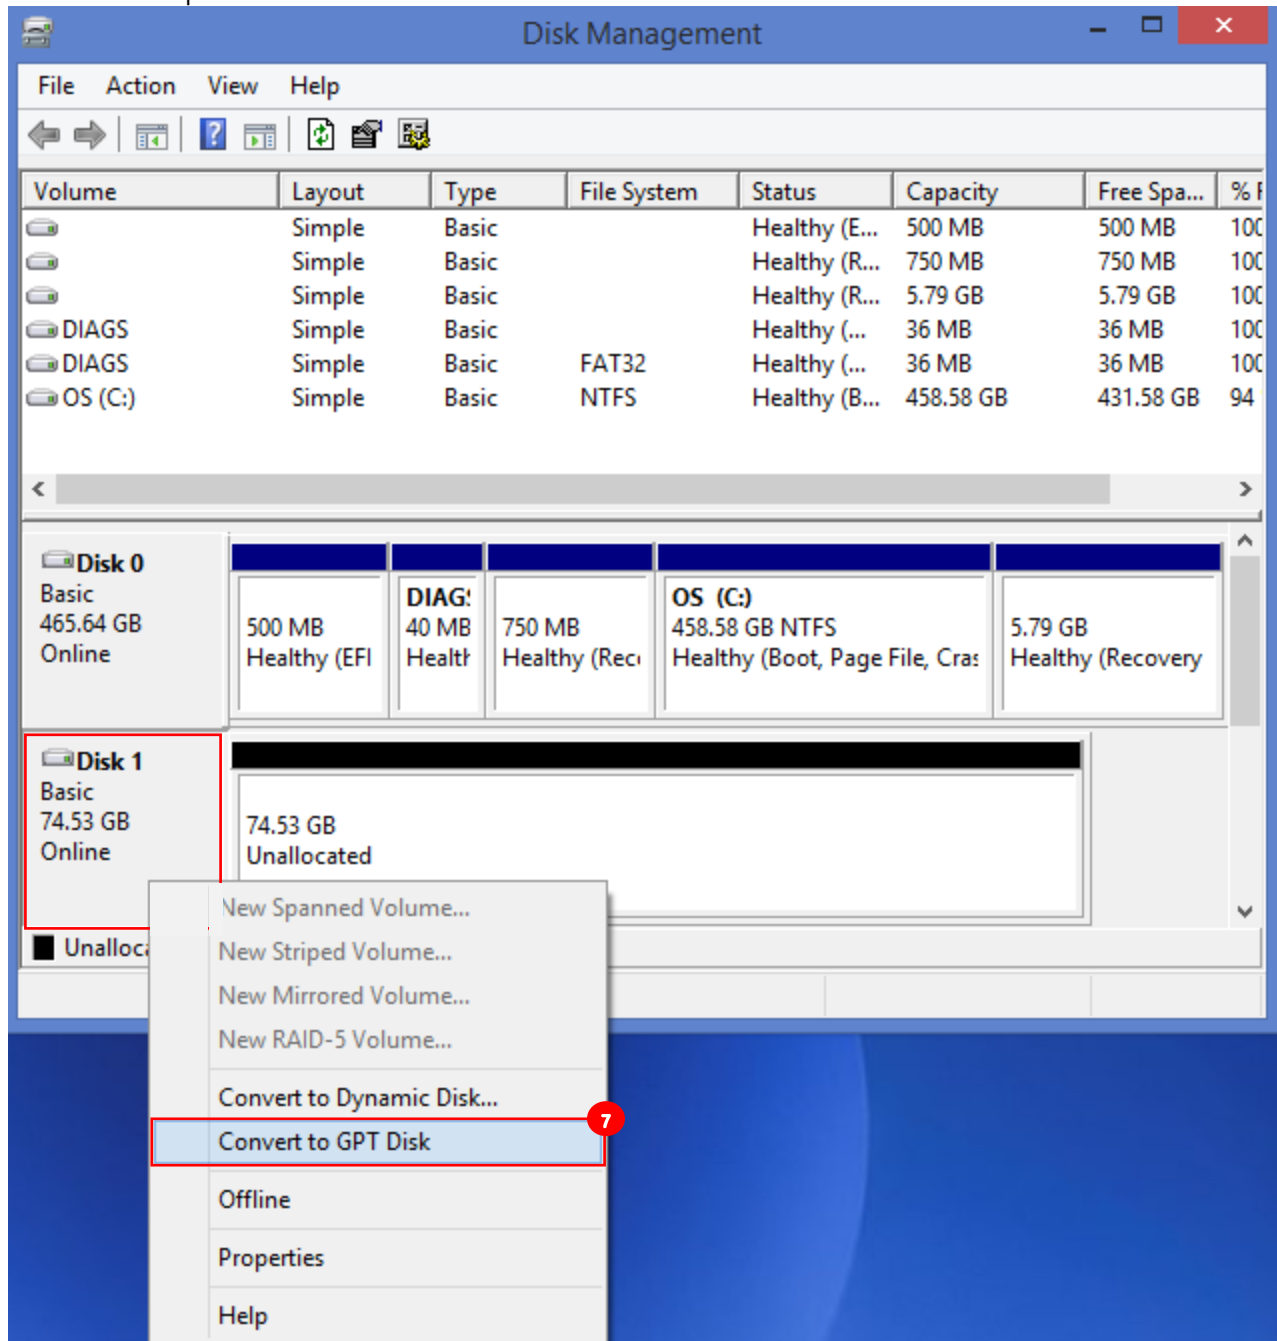 Disk Management
File Action View Help
Volume Layout Type File System Status Capacity Free Spa... %
Simple Basic Healthy (E... 500 MB 500 MB 100
Simple Basic Healthy (R... 750 MB 750 MB 100
Simple Basic Healthy (R... 5.79 GB 5.79 GB 100
DIAGS Simple Basic Healthy (... 36 MB 36 MB 100
DIAGS Simple Basic FAT32 Healthy (... 36 MB 36 MB 100
OS (C:) Simple Basic NTFS Healthy (B... 458.58 GB 431.58 GB 94
Disk 0
Basic
465.64 GB
Online
500 MB
Healthy (EFI
DIAGS
40 MB
Healt
750 MB
Healthy (Rec
OS (C:)
458.58 GB NTFS
Healthy (Boot, Page File, Cras
5.79 GB
Healthy (Recovery
Disk 1
Basic
74.53 GB
Online
74.53 GB
Unallocated
Unalloca
New Spanned Volume...
New Striped Volume...
New Mirrored Volume...
New RAID-5 Volume...
Convert to Dynamic Disk...
7
Convert to GPT Disk
Offline
Properties
Help